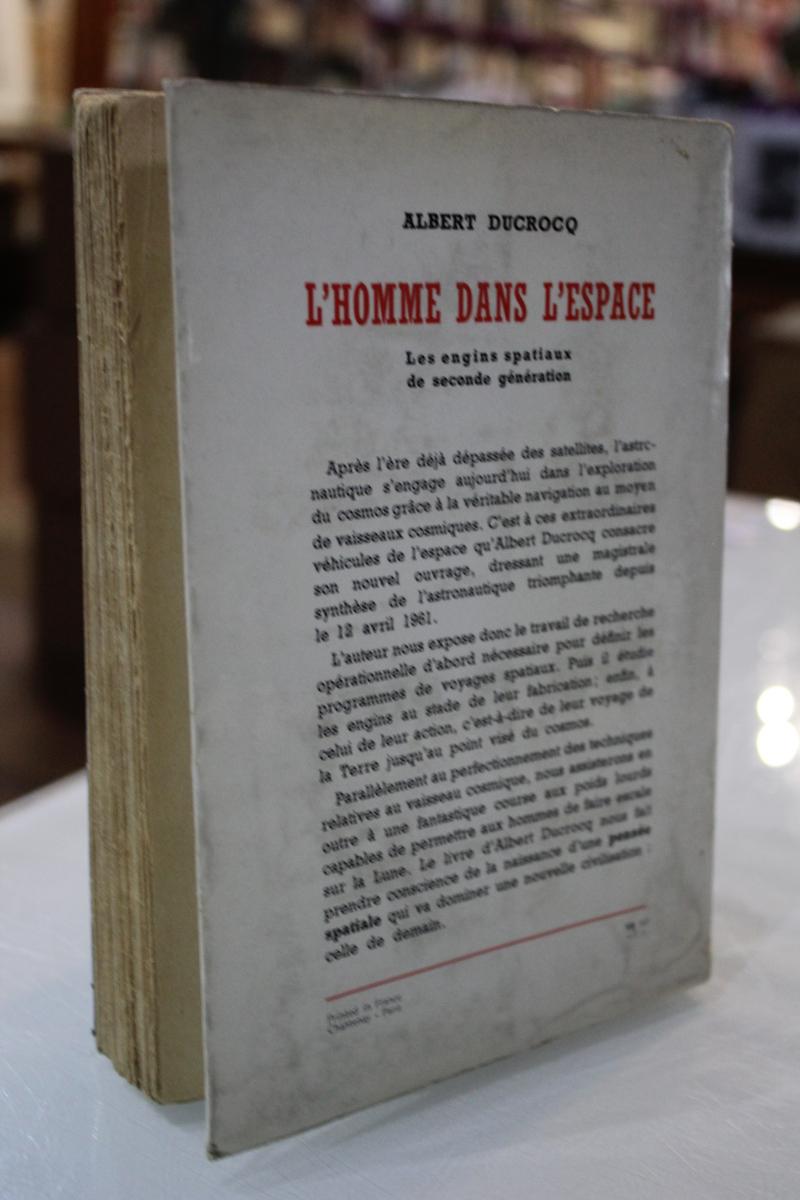 ALBERT DUCROCQ
L'HOMME DANS L'ESPACE
Les engins spatiaux
de seconde génération
Après l'ère déjà dépassée des satellites, l'astro-
nautique s'engage aujourd'hui dans l'exploration
du cosmos grâce à la véritable navigation au moyen
de vaisseaux cosmiques. C'est à ces extraordinaires
véhicules de l'espace qu'Albert Ducrocq consacre
son nouvel ouvrage, dressant une magistrale
synthèse de l'astronautique triomphante depuis
le 12 avril 1961.
L'auteur nous expose donc le travail de recherche
opérationnelle d'abord nécessaire pour définir les
programmes de voyages spatiaux. Puis il étudie
les engins au stade de leur fabrication; enfin, à
celui de leur action, c'est-à-dire de leur voyage de
la Terre jusqu'au point visé du cosmos.
Parallèlement au perfectionnement des techniques
relatives au vaisseau cosmique, nous assisterons en
outre à une fantastique course aux poids lourds
capables de permettre aux hommes de faire escale
sur la Lune. Le livre d'Albert Ducrocq nous fait
prendre conscience de la naissance d'une pensée
spatiale qui va dominer une nouvelle civilisation :
celle de demain.
Printed in France
Paris